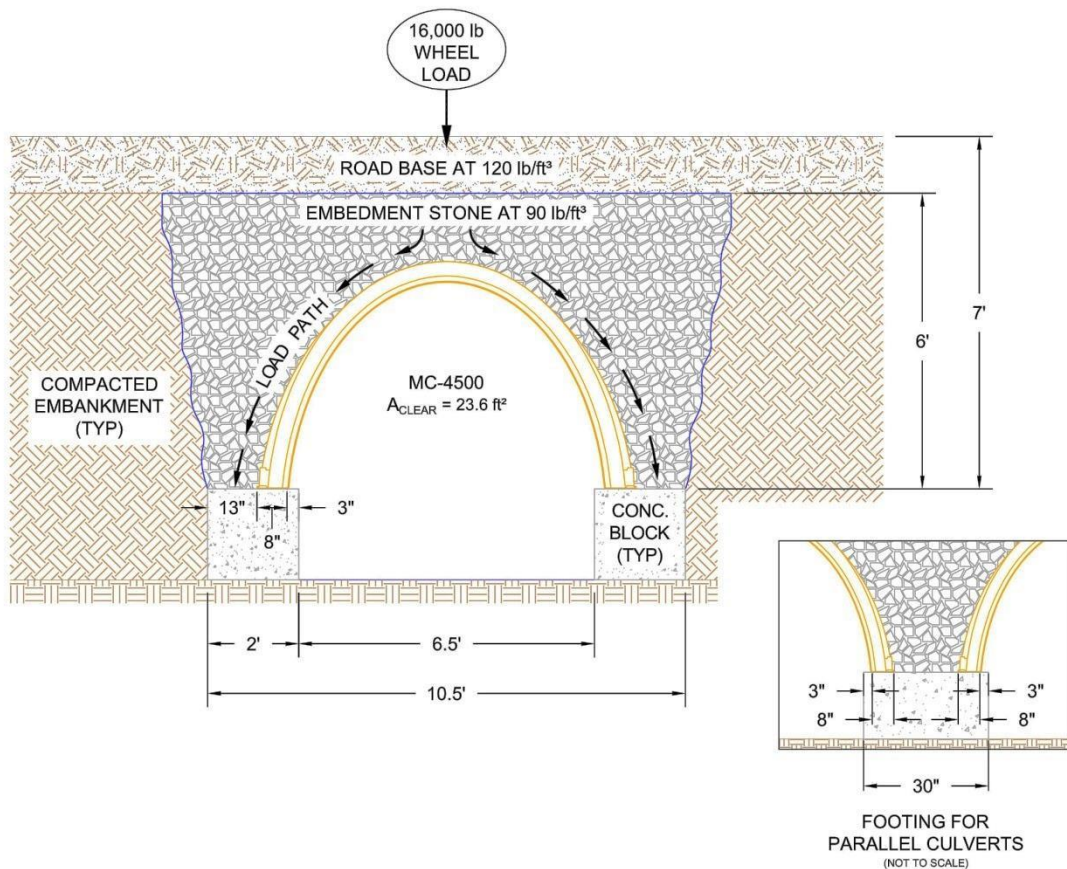 16,000 lb
WHEEL
LOAD
ROAD BASE AT 120 lb/ft³
EMBEDMENT STONE AT 90 lb/ft³
LOAD PATH
7'
6'
COMPACTED
EMBANKMENT
(TYP)
MC-4500
A_CLEAR = 23.6 ft²
13"
3"
8"
CONC.
BLOCK
(TYP)
2'
6.5'
10.5'
3"
3"
8"
8"
30"
FOOTING FOR
PARALLEL CULVERTS
(NOT TO SCALE)